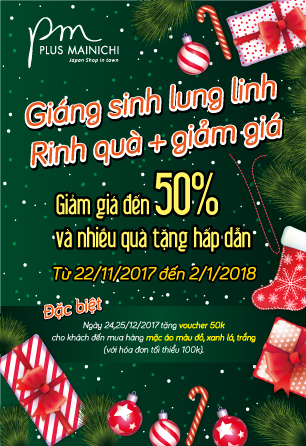 pm
PLUS MAINICHI
Japan Shop in town
Giáng sinh lung linh
Rinh quà + giảm giá
Giảm giá đến 50%
và nhiều quà tặng hấp dẫn
Từ 22/11/2017 đến 2/1/2018
Đặc biệt
Ngày 24,25/12/2017 tặng voucher 50k
cho khách đến mua hàng mặc áo màu đỏ, xanh lá, trắng
(với hóa đơn tối thiểu 100k).